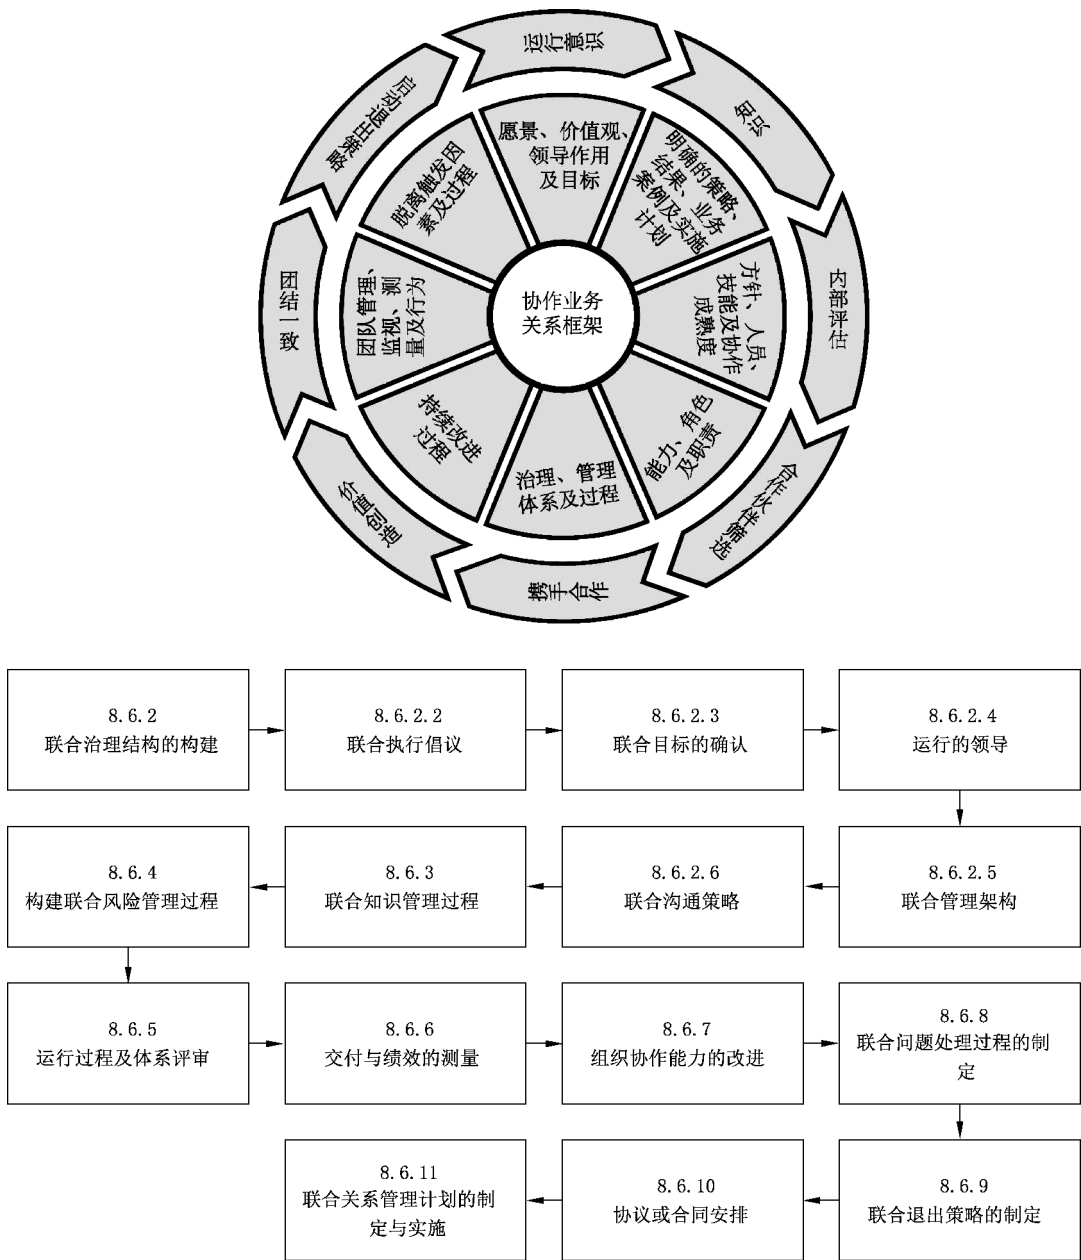 运行意识
知识
内部评估
合作伙伴筛选
携手合作
价值创造
团结一致
启动退出策略
愿景、价值观、
领导作用
及目标
明确的策略、
结果、业务
案例及实施
计划
方针、人员、
技能及协作
成熟度
能力、角色
及职责
治理、管理
体系及过程
持续改进
过程
团队管理、
监视、测
量及行为
脱离触发因
素及过程
协作业务
关系框架
8.6.2
联合治理结构的构建
8.6.2.2
联合执行倡议
8.6.2.3
联合目标的确认
8.6.2.4
运行的领导
8.6.4
构建联合风险管理过程
8.6.3
联合知识管理过程
8.6.2.6
联合沟通策略
8.6.2.5
联合管理架构
8.6.5
运行过程及体系评审
8.6.6
交付与绩效的测量
8.6.7
组织协作能力的改进
8.6.8
联合问题处理过程的制
定
8.6.11
联合关系管理计划的制
定与实施
8.6.10
协议或合同安排
8.6.9
联合退出策略的制定